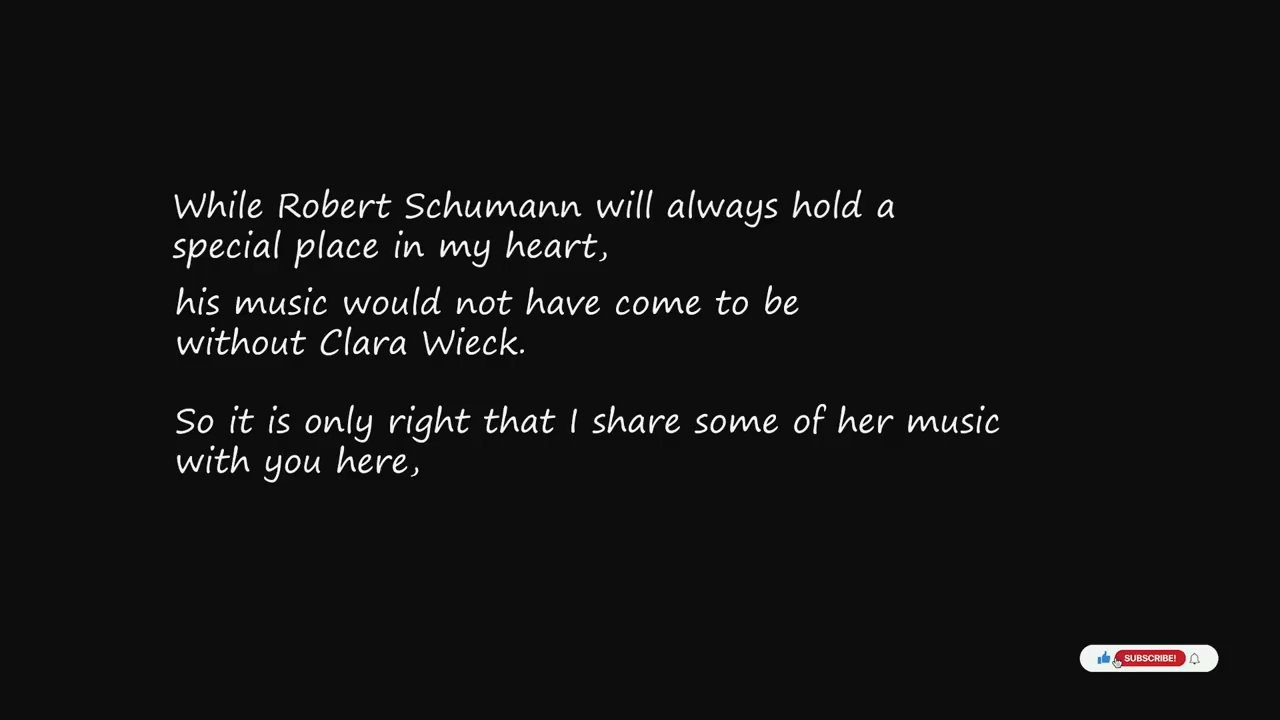 While Robert Schumann will always hold a
special place in my heart,
his music would not have come to be
without Clara Wieck.
So it is only right that I share some of her music
with you here,
SUBSCRIBE!